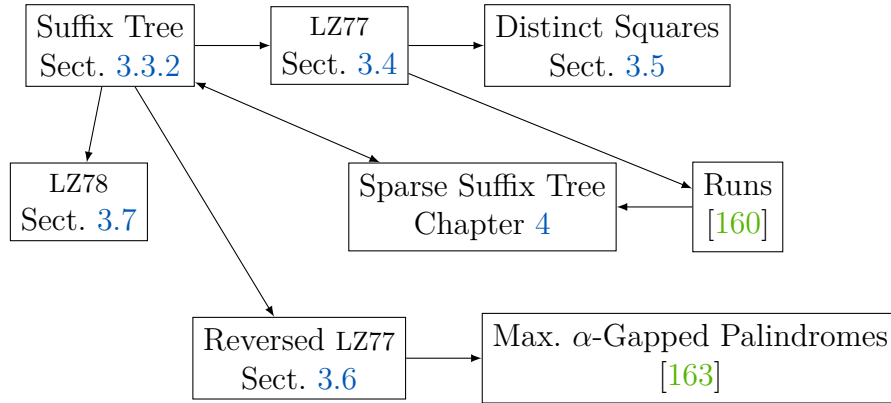 Suffix Tree
Sect. 3.3.2
LZ77
Sect. 3.4
Distinct Squares
Sect. 3.5
LZ78
Sect. 3.7
Sparse Suffix Tree
Chapter 4
Runs
[160]
Reversed LZ77
Sect. 3.6
Max. α-Gapped Palindromes
[163]